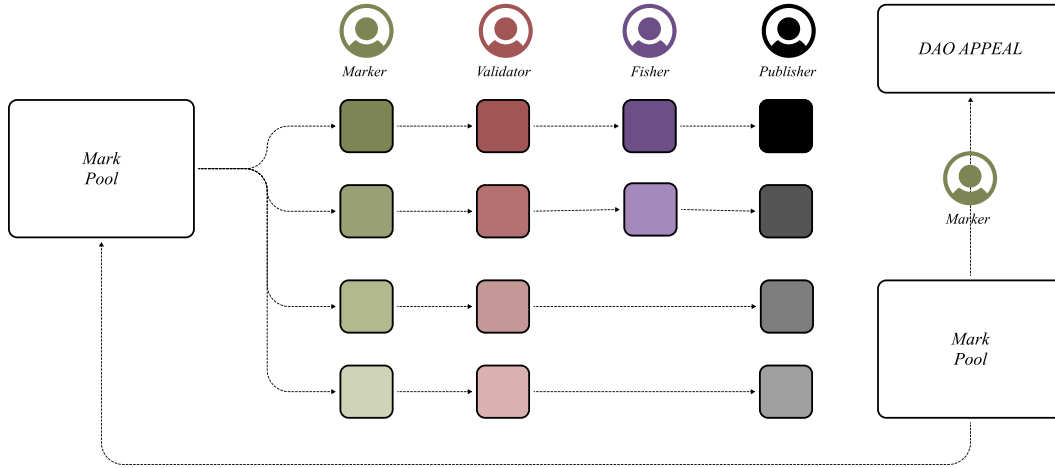 Marker
Validator
Fisher
Publisher
DAO APPEAL
Mark
Pool
Marker
Mark
Pool